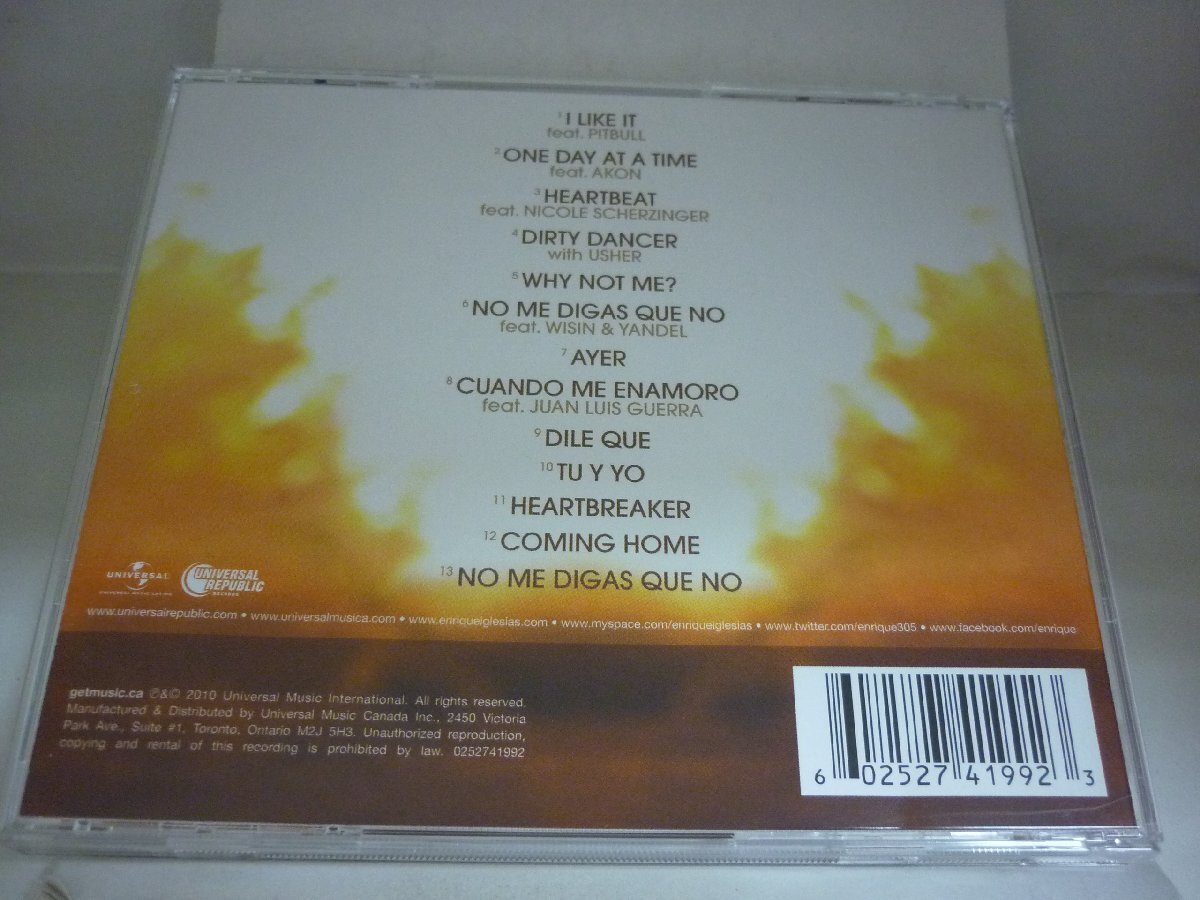 1 I LIKE IT
feat. PITBULL
2 ONE DAY AT A TIME
feat. AKON
3 HEARTBEAT
feat. NICOLE SCHERZINGER
4 DIRTY DANCER
with USHER
5 WHY NOT ME?
6 NO ME DIGAS QUE NO
feat. WISIN & YANDEL
7 AYER
8 CUANDO ME ENAMORO
feat. JUAN LUIS GUERRA
9 DILE QUE
10 TU Y YO
11 HEARTBREAKER
12 COMING HOME
13 NO ME DIGAS QUE NO
UNIVERSAL
UNIVERSAL
REPUBLIC
RECORDS
www.universalrepublic.com • www.universalmusica.com • www.enriqueiglesias.com • www.myspace.com/enriqueiglesias • www.twitter.com/enrique305 • www.facebook.com/enrique
getmusic.ca ℗&© 2010 Universal Music International. All rights reserved.
Manufactured & Distributed by Universal Music Canada Inc., 2450 Victoria
Park Ave., Suite #1, Toronto, Ontario M2J 5H3. Unauthorized reproduction,
copying and rental of this recording is prohibited by law. 0252741992
6 02527 41992 3